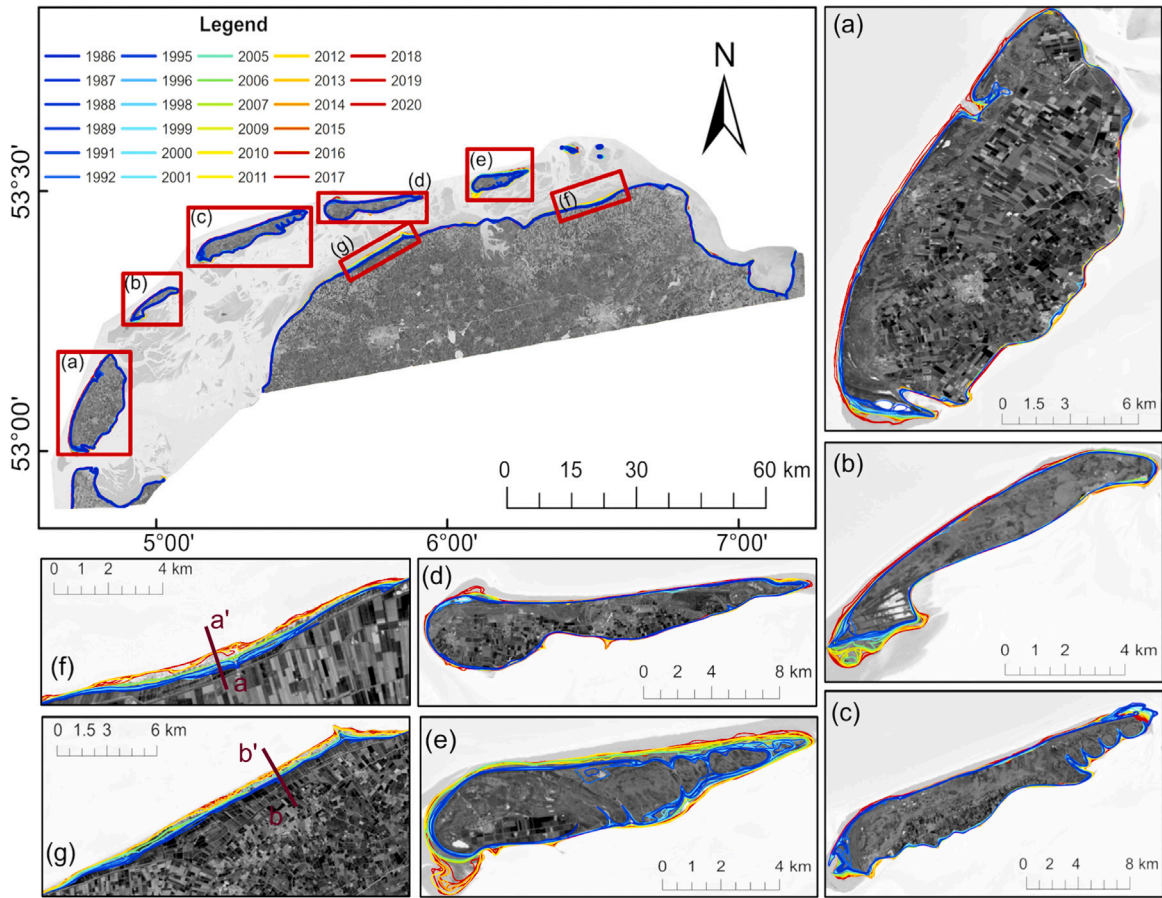 Legend
1986 1995 2005 2012 2018
1987 1996 2006 2013 2019
1988 1998 2007 2014 2020
1989 1999 2009 2015
1991 2000 2010 2016
1992 2001 2011 2017
N
53°30'
53°00'
(a)
(b)
(c)
(d)
(e)
(f)
(g)
0 15 30 60 km
5°00' 6°00' 7°00'
(a)
0 1.5 3 6 km
(b)
0 1 2 4 km
(c)
0 2 4 8 km
(d)
0 2 4 8 km
(e)
0 1 2 4 km
0 1 2 4 km
a'
a
(f)
0 1.5 3 6 km
b'
b
(g)